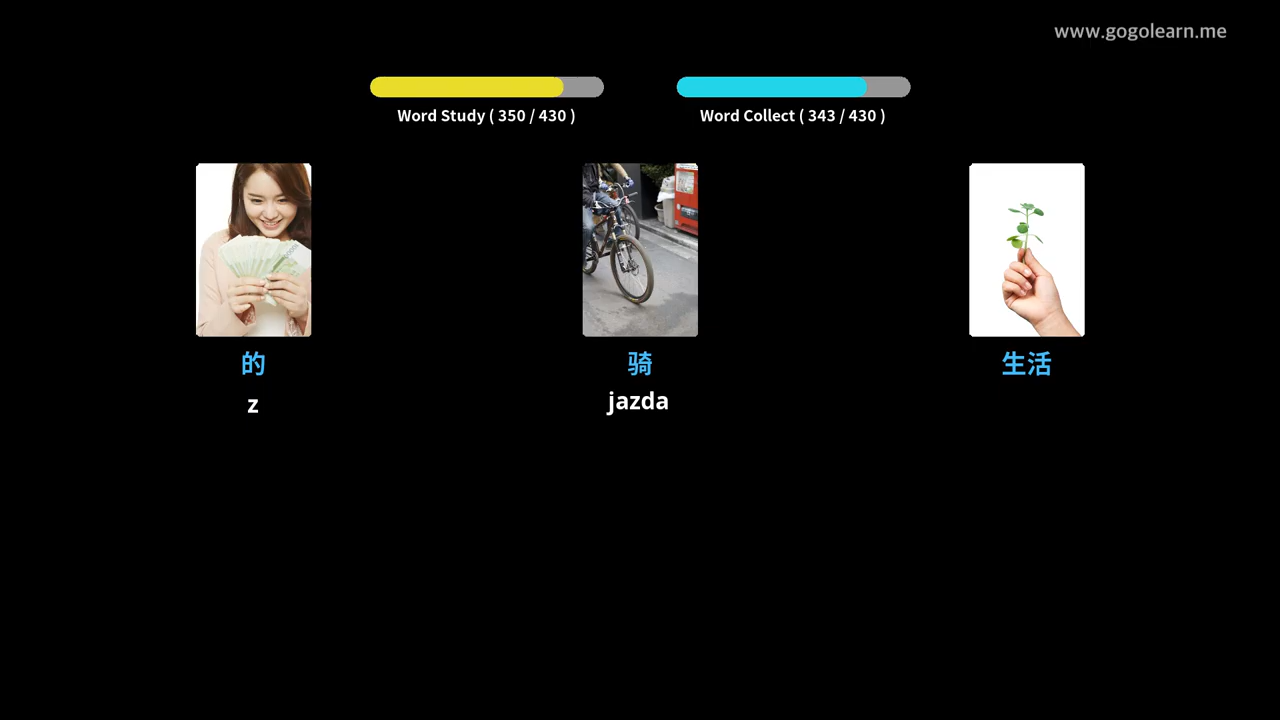 www.gogolearn.me
Word Study ( 350 / 430 )
Word Collect ( 343 / 430 )
的
骑
生活
z
jazda